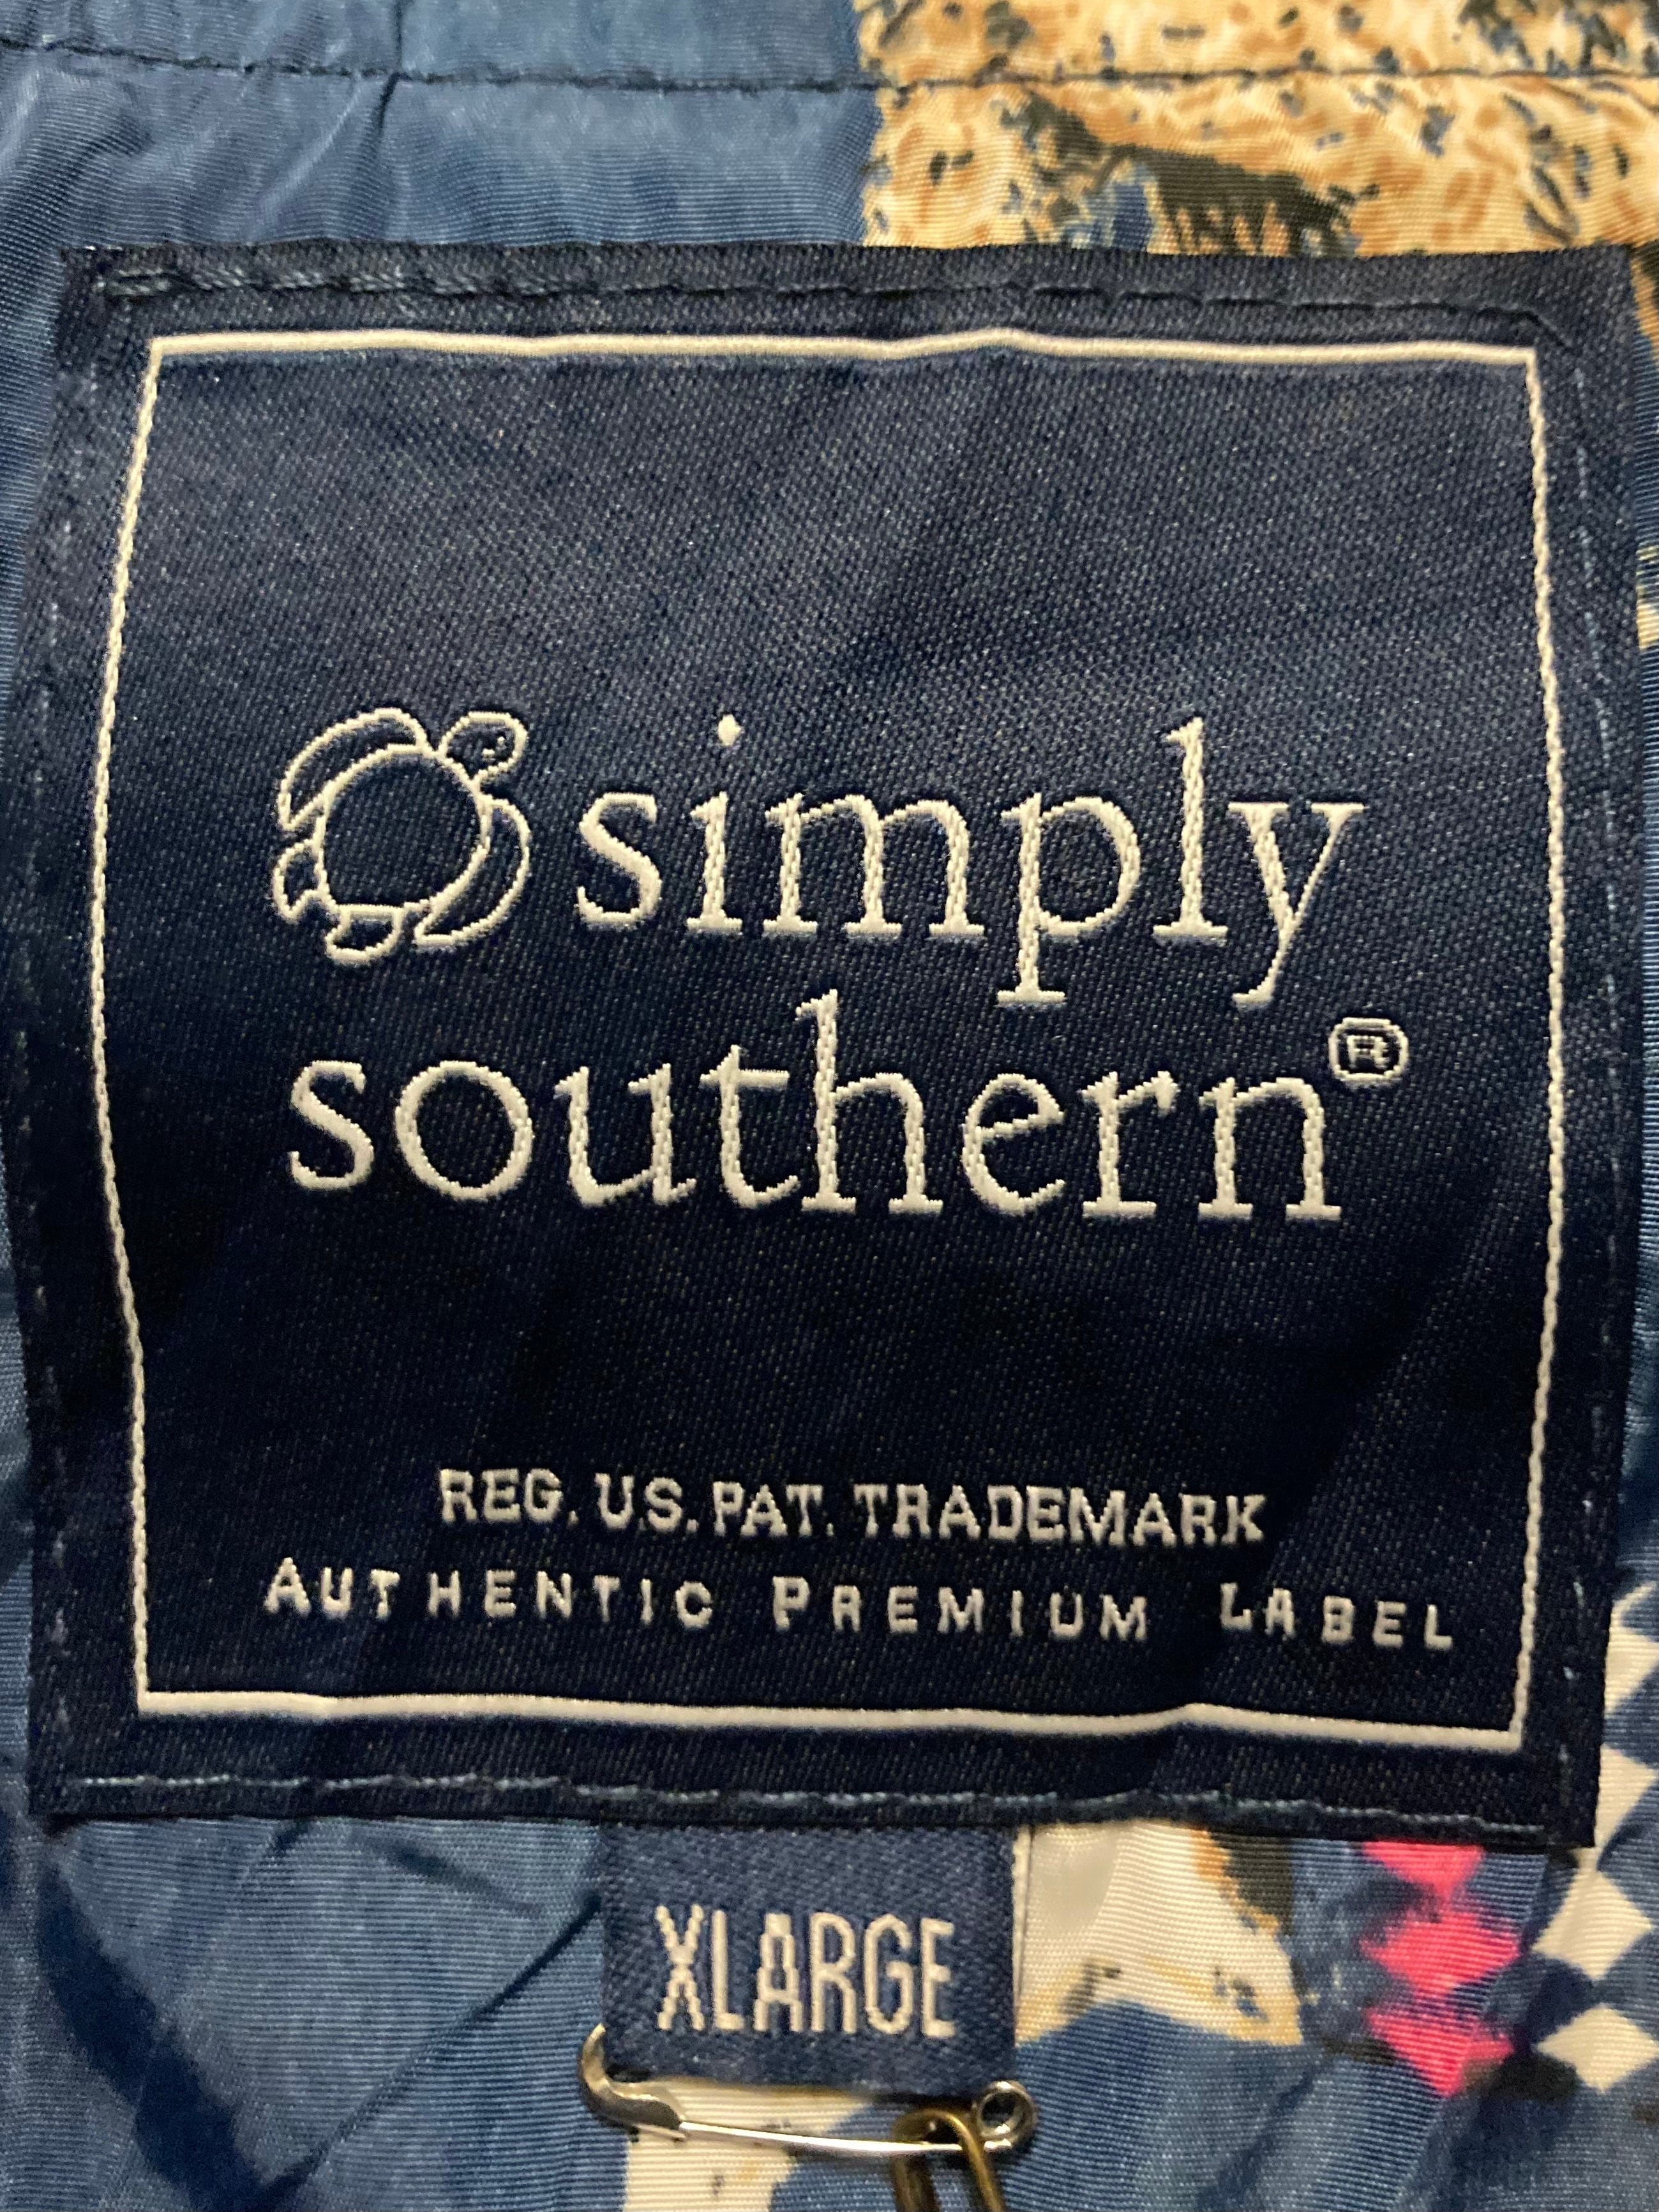 simply
southern®
REG. U.S. PAT. TRADEMARK
AUTHENTIC PREMIUM LABEL
XLARGE